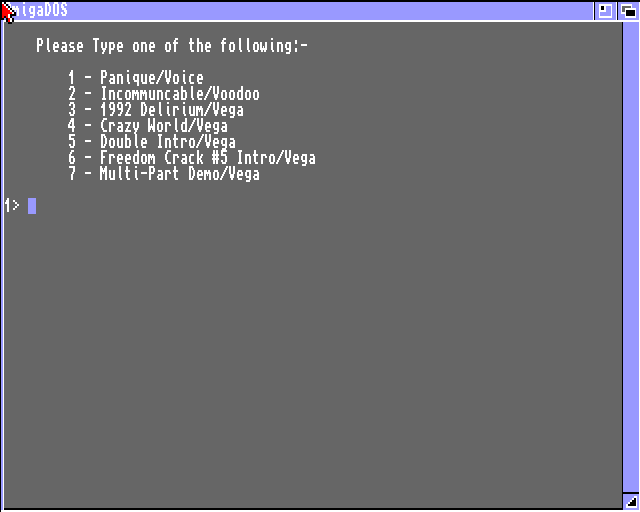 migaDOS
Please Type one of the following:-
1 - Panique/Voice
2 - Incommuncable/Voodoo
3 - 1992 Delirium/Vega
4 - Crazy World/Vega
5 - Double Intro/Vega
6 - Freedom Crack #5 Intro/Vega
7 - Multi-Part Demo/Vega
1>